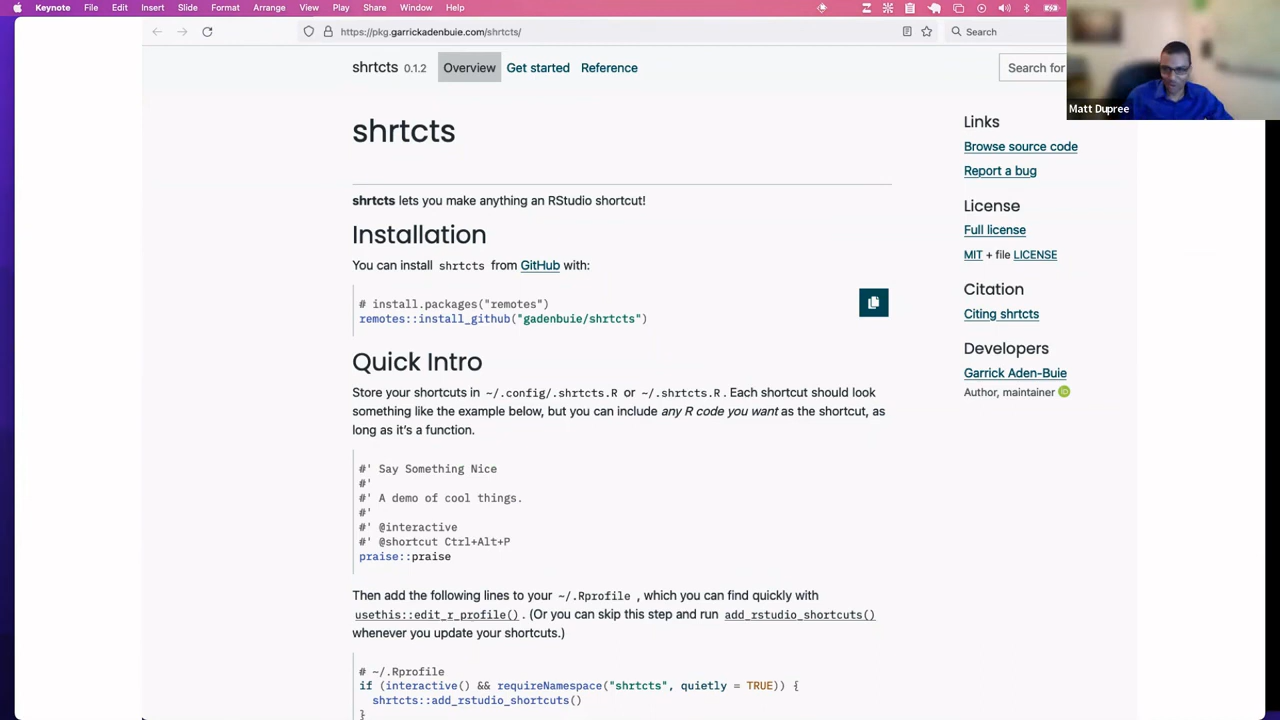 Keynote File Edit Insert Slide Format Arrange View Play Share Window Help
https://pkg.garrickadenbuie.com/shrtcts/
Search
shrtcts 0.1.2 Overview Get started Reference
Search for
Matt Dupree
shrtcts
shrtcts lets you make anything an RStudio shortcut!
Installation
You can install shrtcts from GitHub with:
# install.packages("remotes")
remotes::install_github("gadenbuie/shrtcts")
Quick Intro
Store your shortcuts in ~/.config/.shrtcts.R or ~/.shrtcts.R. Each shortcut should look
something like the example below, but you can include any R code you want as the shortcut, as
long as it's a function.
#' Say Something Nice
#'
#' A demo of cool things.
#'
#' @interactive
#' @shortcut Ctrl+Alt+P
praise::praise
Then add the following lines to your ~/.Rprofile , which you can find quickly with
usethis::edit_r_profile() . (Or you can skip this step and run add_rstudio_shortcuts()
whenever you update your shortcuts.)
# ~/.Rprofile
if (interactive() && requireNamespace("shrtcts", quietly = TRUE)) {
shrtcts::add_rstudio_shortcuts()
}
Links
Browse source code
Report a bug
License
Full license
MIT + file LICENSE
Citation
Citing shrtcts
Developers
Garrick Aden-Buie
Author, maintainer